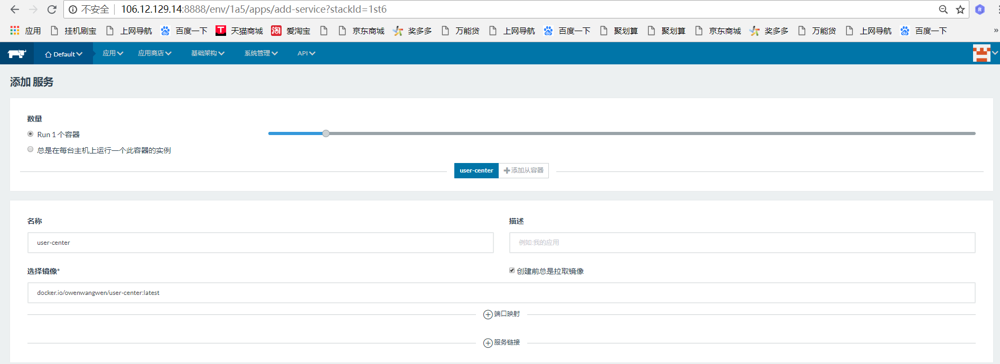 不安全 106.12.129.14:8888/env/1a5/apps/add-service?stackId=1st6
应用 挂机刷宝 上网导航 百度一下 天猫商城 爱淘宝 京东商城 奖多多 万能贷 上网导航 百度一下 聚划算 聚划算 京东商城 奖多多 万能贷 上网导航 百度一下 »
Default 应用 应用商店 基础架构 系统管理 API
添加 服务
数量
Run 1 个容器
总是在每台主机上运行一个此容器的实例
user-center 添加从容器
名称 描述
user-center 例如:我的应用
选择镜像* 创建前总是拉取镜像
docker.io/owenwangwen/user-center:latest
端口映射
服务链接